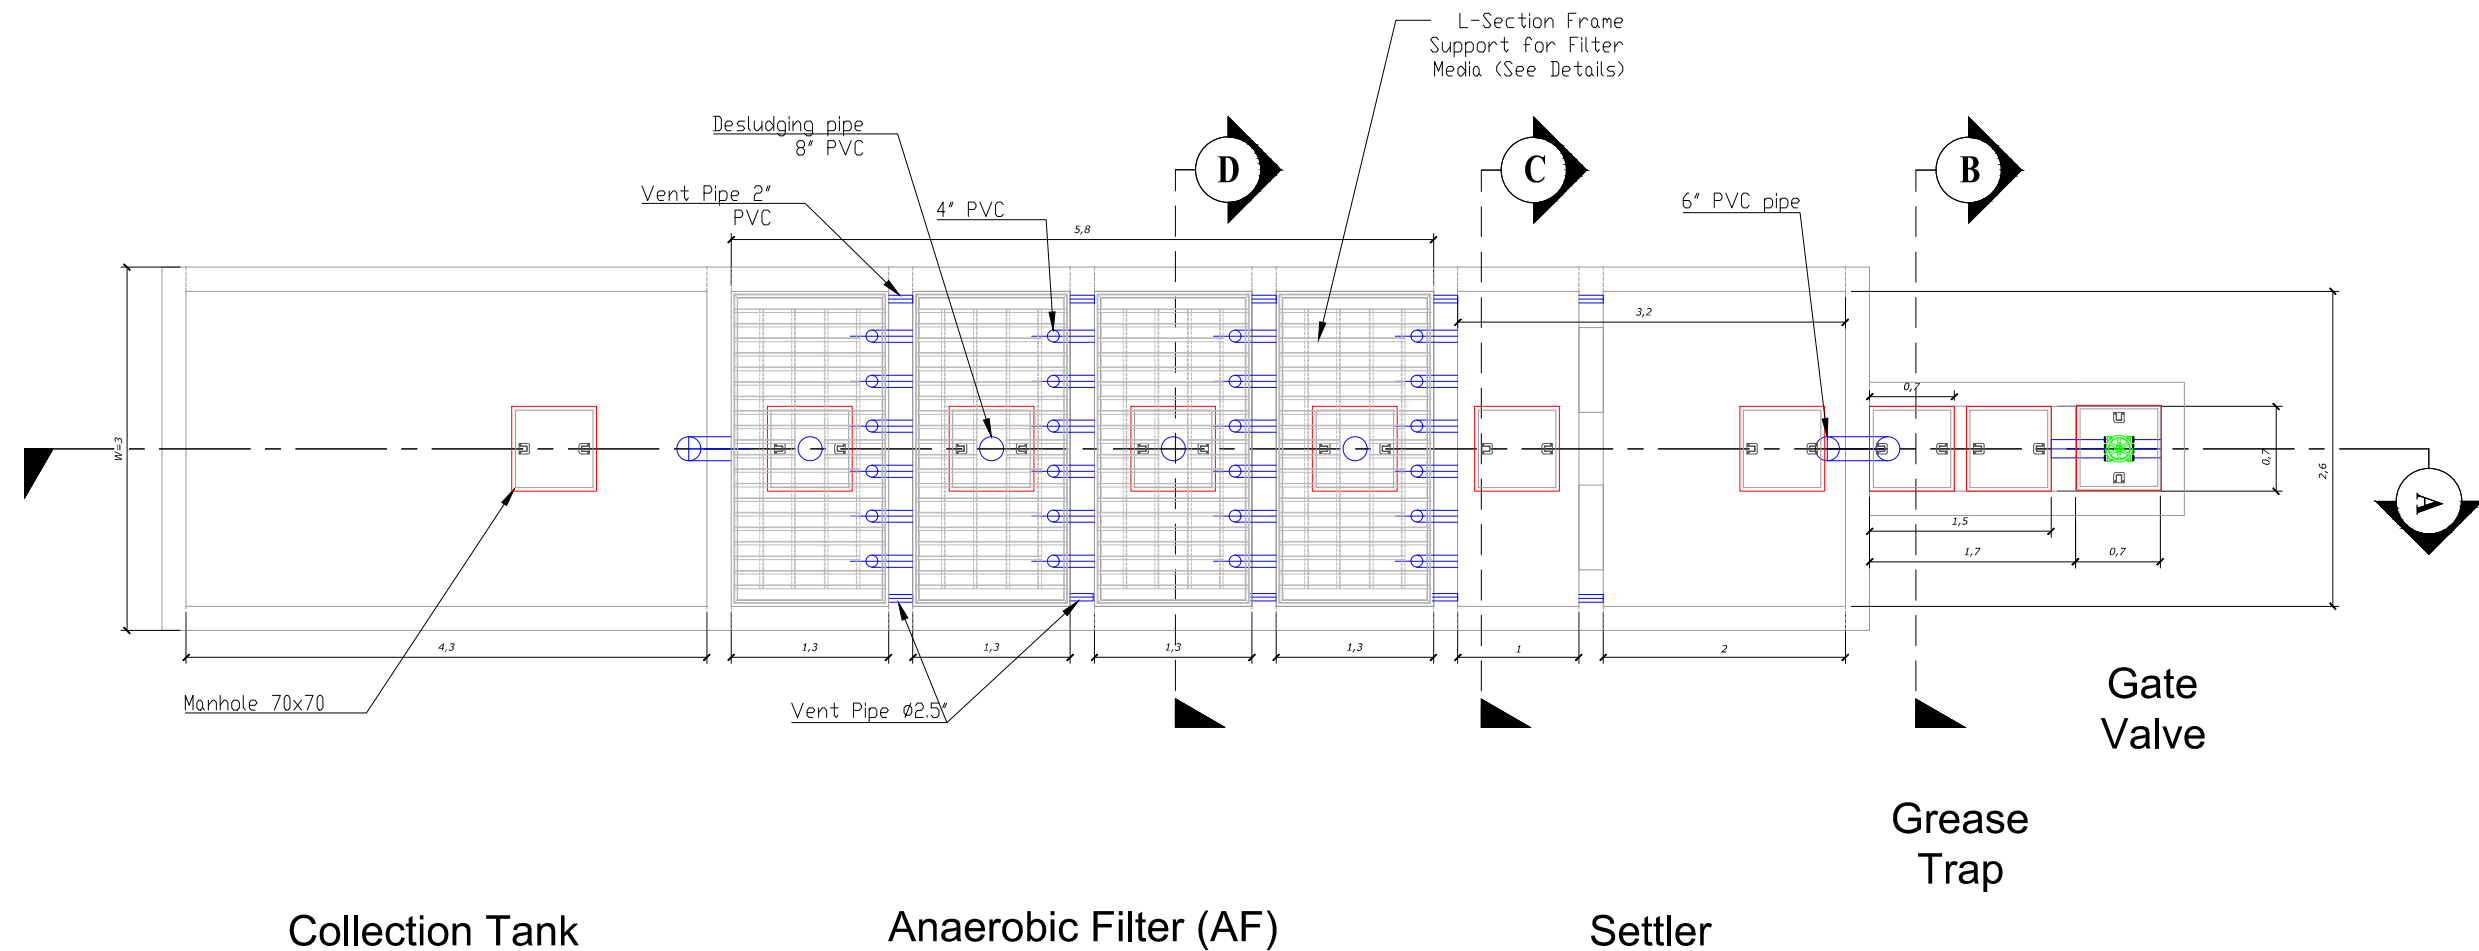 L-Section Frame
Support for Filter
Media (See Details)
Desludging pipe
8" PVC
D
C
B
Vent Pipe 2"
PVC
4" PVC
6" PVC pipe
5,8
3,2
0,7
W=3
0,7
2,6
A
1,5
1,7
0,7
4,3
1,3
1,3
1,3
1,3
1
2
Manhole 70x70
Vent Pipe Ø2.5"
Gate
Valve
Grease
Trap
Collection Tank
Anaerobic Filter (AF)
Settler